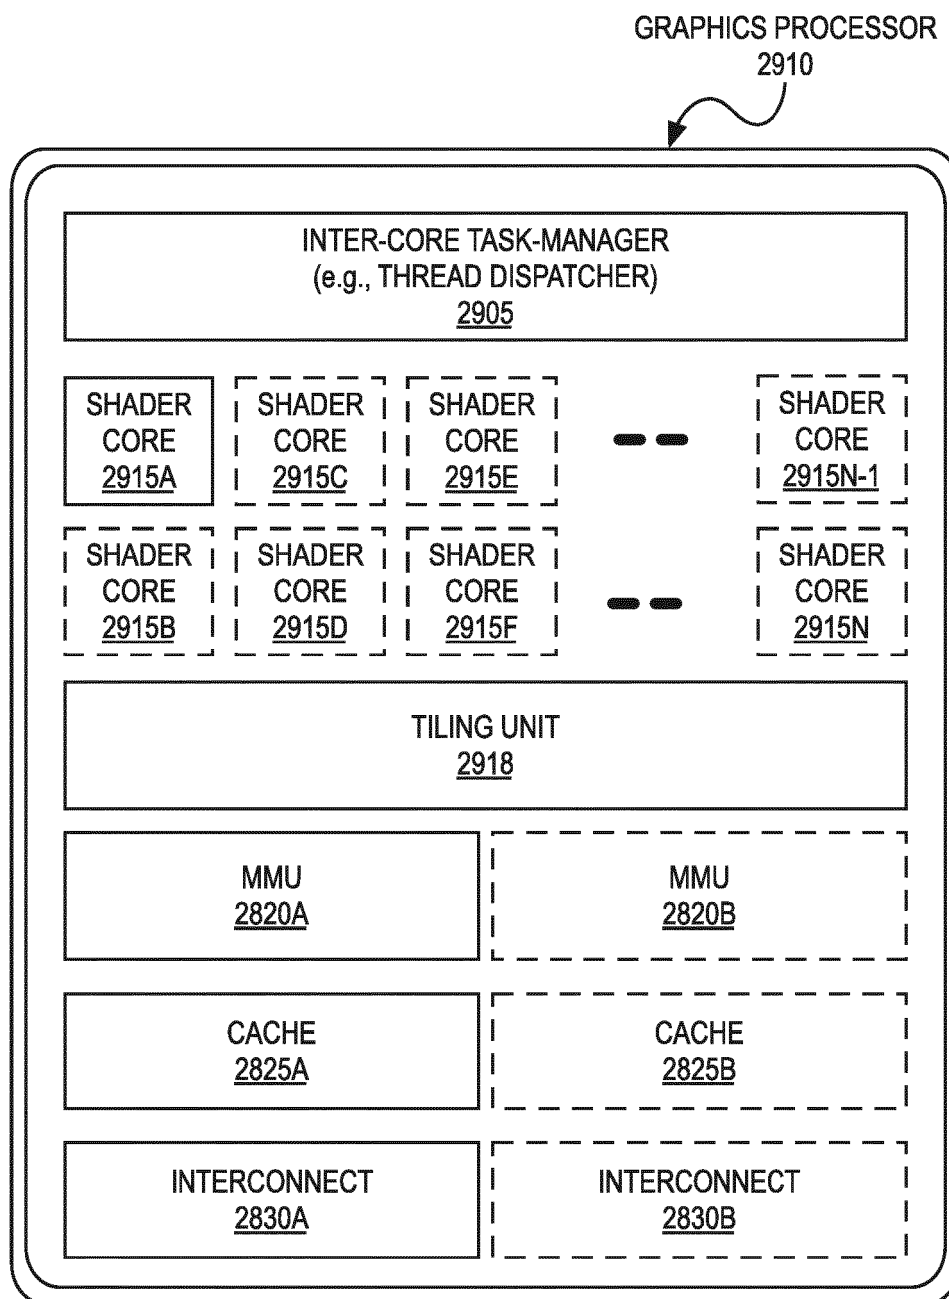 GRAPHICS PROCESSOR
2910
INTER-CORE TASK-MANAGER
(e.g., THREAD DISPATCHER)
2905
SHADER
CORE
2915A
SHADER
CORE
2915C
SHADER
CORE
2915E
SHADER
CORE
2915N-1
SHADER
CORE
2915B
SHADER
CORE
2915D
SHADER
CORE
2915F
SHADER
CORE
2915N
TILING UNIT
2918
MMU
2820A
MMU
2820B
CACHE
2825A
CACHE
2825B
INTERCONNECT
2830A
INTERCONNECT
2830B